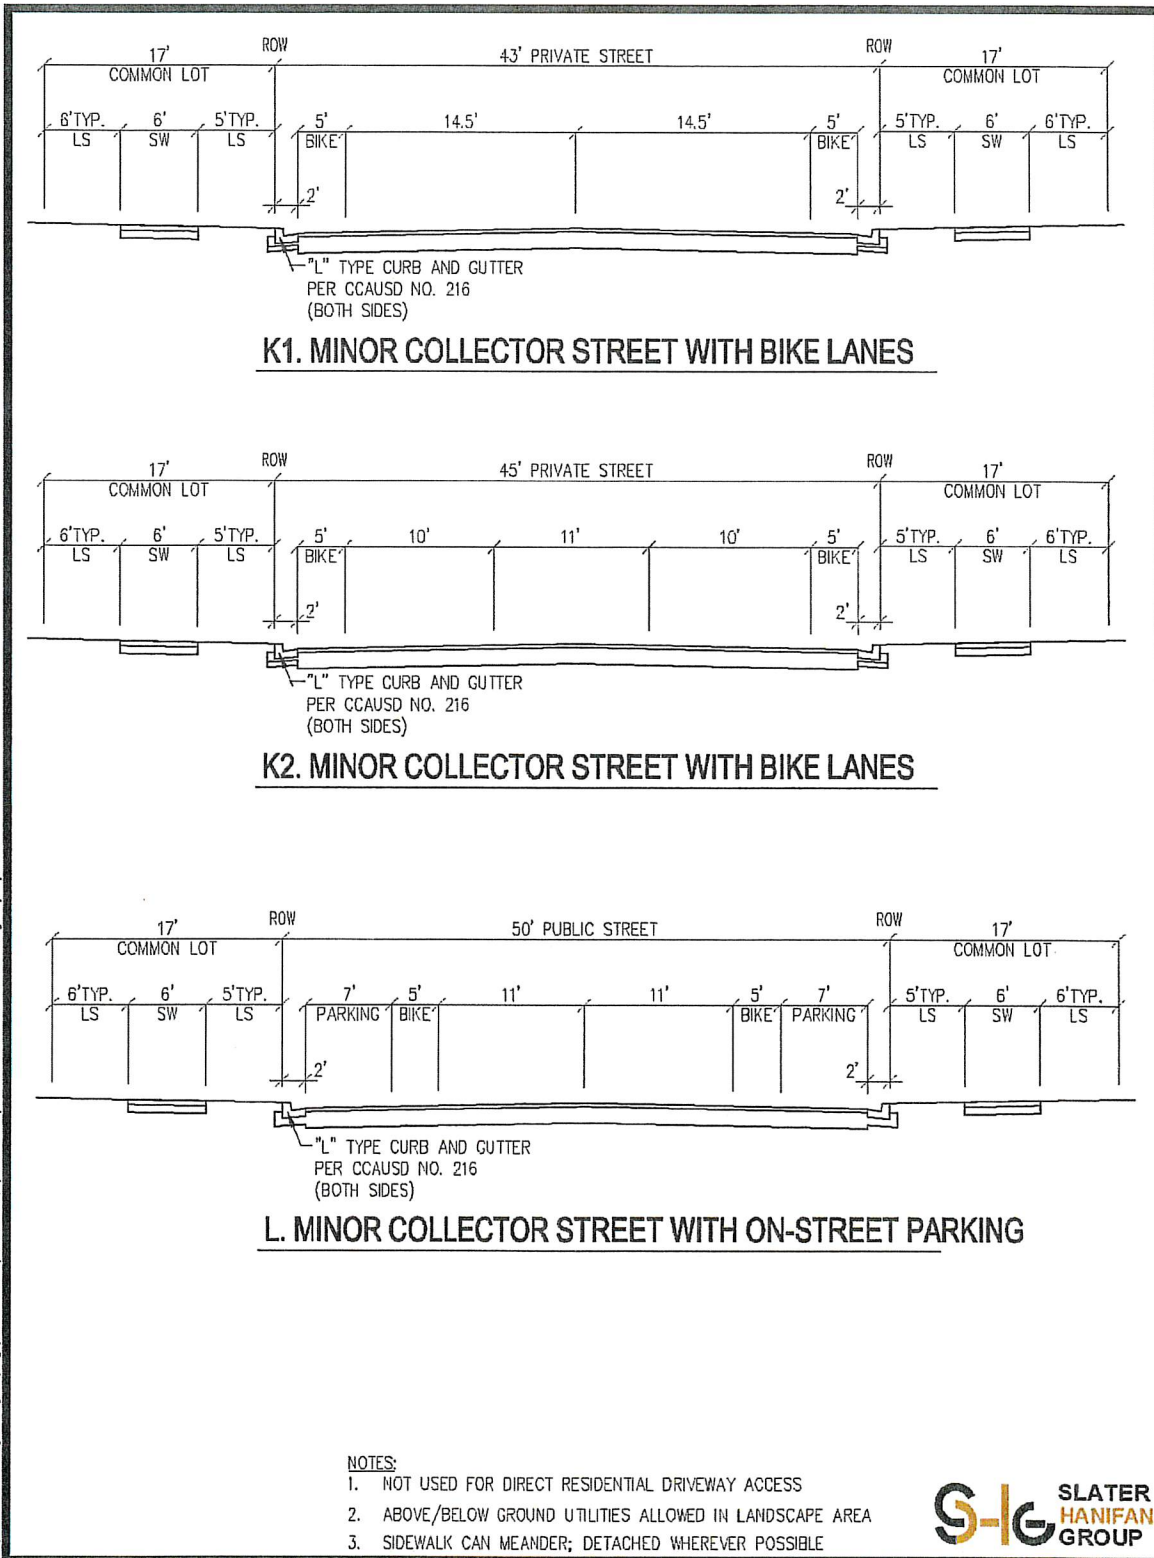 17' ROW 43' PRIVATE STREET ROW 17'
COMMON LOT COMMON LOT
6'TYP. 6' 5'TYP. 5' 14.5' 14.5' 5' 5'TYP. 6' 6'TYP.
LS SW LS BIKE BIKE LS SW LS
2' 2'
"L" TYPE CURB AND GUTTER
PER CCAUSD NO. 216
(BOTH SIDES)
K1. MINOR COLLECTOR STREET WITH BIKE LANES
17' ROW 45' PRIVATE STREET ROW 17'
COMMON LOT COMMON LOT
6'TYP. 6' 5'TYP. 5' 10' 11' 10' 5' 5'TYP. 6' 6'TYP.
LS SW LS BIKE BIKE LS SW LS
2' 2'
"L" TYPE CURB AND GUTTER
PER CCAUSD NO. 216
(BOTH SIDES)
K2. MINOR COLLECTOR STREET WITH BIKE LANES
17' ROW 50' PUBLIC STREET ROW 17'
COMMON LOT COMMON LOT
6'TYP. 6' 5'TYP. 7' 5' 11' 11' 5' 7' 5'TYP. 6' 6'TYP.
LS SW LS PARKING BIKE BIKE PARKING LS SW LS
2' 2'
"L" TYPE CURB AND GUTTER
PER CCAUSD NO. 216
(BOTH SIDES)
L. MINOR COLLECTOR STREET WITH ON-STREET PARKING
NOTES:
1. NOT USED FOR DIRECT RESIDENTIAL DRIVEWAY ACCESS
2. ABOVE/BELOW GROUND UTILITIES ALLOWED IN LANDSCAPE AREA
3. SIDEWALK CAN MEANDER; DETACHED WHEREVER POSSIBLE
SHG
SLATER
HANIFAN
GROUP